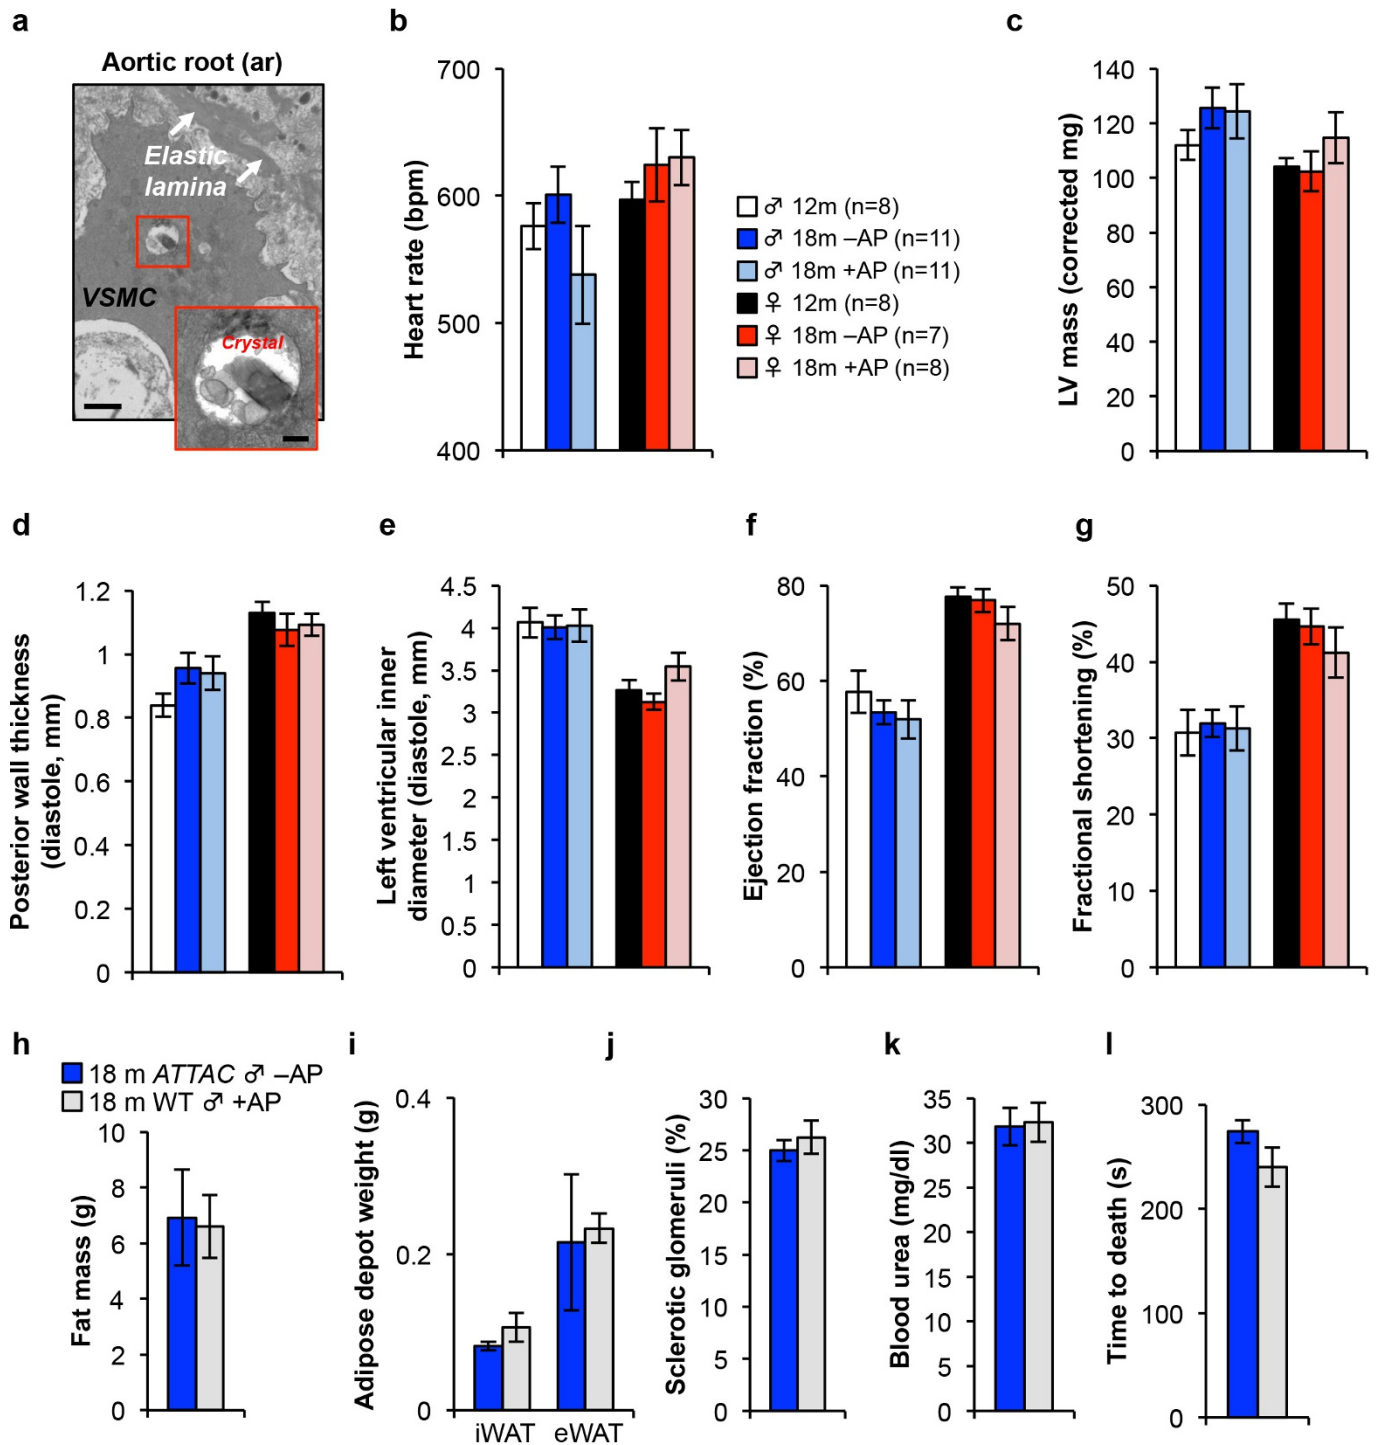 a
Aortic root (ar)
Elastic
lamina
VSMC
Crystal
b
Heart rate (bpm)
700
600
500
400
♂ 12m (n=8)
♂ 18m –AP (n=11)
♂ 18m +AP (n=11)
♀ 12m (n=8)
♀ 18m –AP (n=7)
♀ 18m +AP (n=8)
c
LV mass (corrected mg)
140
120
100
80
60
40
20
0
d
Posterior wall thickness
(diastole, mm)
1.2
1
0.8
0.6
0.4
0.2
0
e
Left ventricular inner
diameter (diastole, mm)
4.5
4
3.5
3
2.5
2
1.5
1
0.5
0
f
Ejection fraction (%)
80
60
40
20
0
g
Fractional shortening (%)
50
40
30
20
10
0
h
18 m ATTAC ♂ –AP
18 m WT ♂ +AP
Fat mass (g)
10
8
6
4
2
0
i
Adipose depot weight (g)
0.4
0.2
0
iWAT eWAT
j
Sclerotic glomeruli (%)
30
25
20
15
10
5
0
k
Blood urea (mg/dl)
35
30
25
20
15
10
5
0
l
Time to death (s)
300
200
100
0